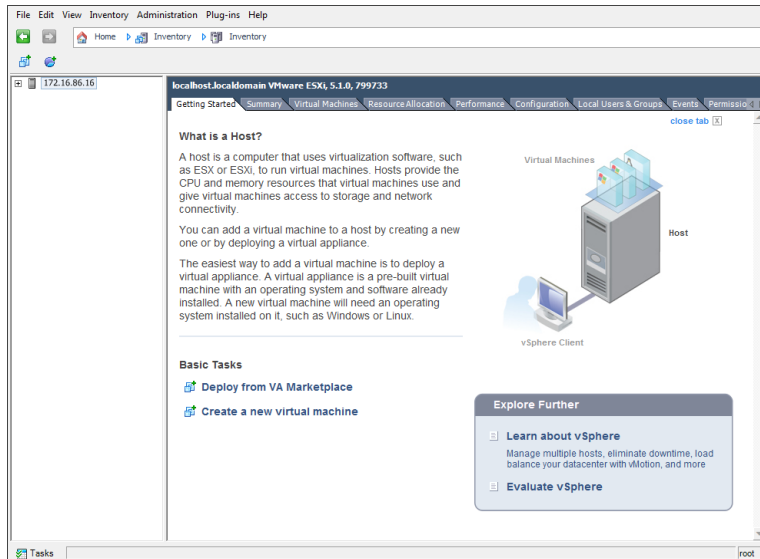 File Edit View Inventory Administration Plug-ins Help
Home Inventory Inventory
172.16.86.16
localhost.localdomain VMware ESXi, 5.1.0, 799733
Getting Started Summary Virtual Machines Resource Allocation Performance Configuration Local Users & Groups Events
close tab
What is a Host?
A host is a computer that uses virtualization software, such
as ESX or ESXi, to run virtual machines. Hosts provide the
CPU and memory resources that virtual machines use and
give virtual machines access to storage and network
connectivity.
You can add a virtual machine to a host by creating a new
one or by deploying a virtual appliance.
The easiest way to add a virtual machine is to deploy a
virtual appliance. A virtual appliance is a pre-built virtual
machine with an operating system and software already
installed. A new virtual machine will need an operating
system installed on it, such as Windows or Linux.
Virtual Machines
Host
vSphere Client
Basic Tasks
Deploy from VA Marketplace
Create a new virtual machine
Explore Further
Learn about vSphere
Manage multiple hosts, eliminate downtime, load
balance your datacenter with vMotion, and more
Evaluate vSphere
Tasks
root